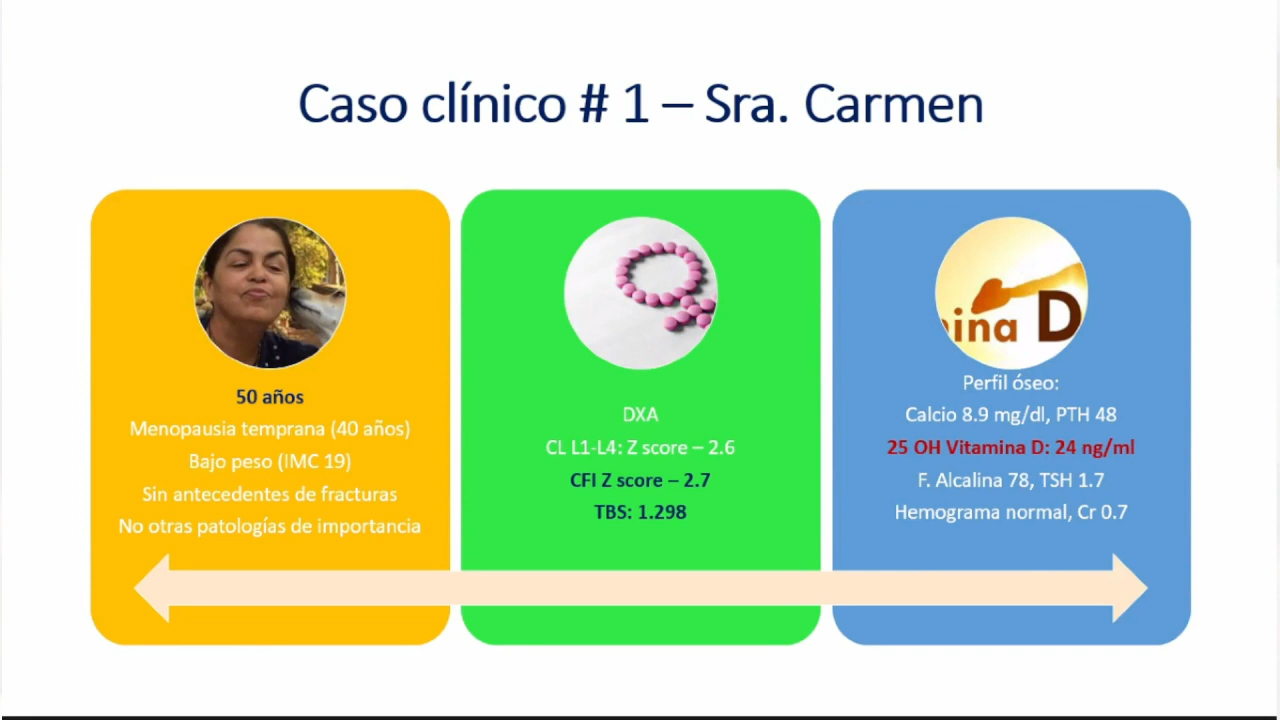 Caso clínico # 1 – Sra. Carmen
50 años
Menopausia temprana (40 años)
Bajo peso (IMC 19)
Sin antecedentes de fracturas
No otras patologías de importancia
DXA
CL L1-L4: Z score – 2.6
CFI Z score – 2.7
TBS: 1.298
ina D
Perfil óseo:
Calcio 8.9 mg/dl, PTH 48
25 OH Vitamina D: 24 ng/ml
F. Alcalina 78, TSH 1.7
Hemograma normal, Cr 0.7